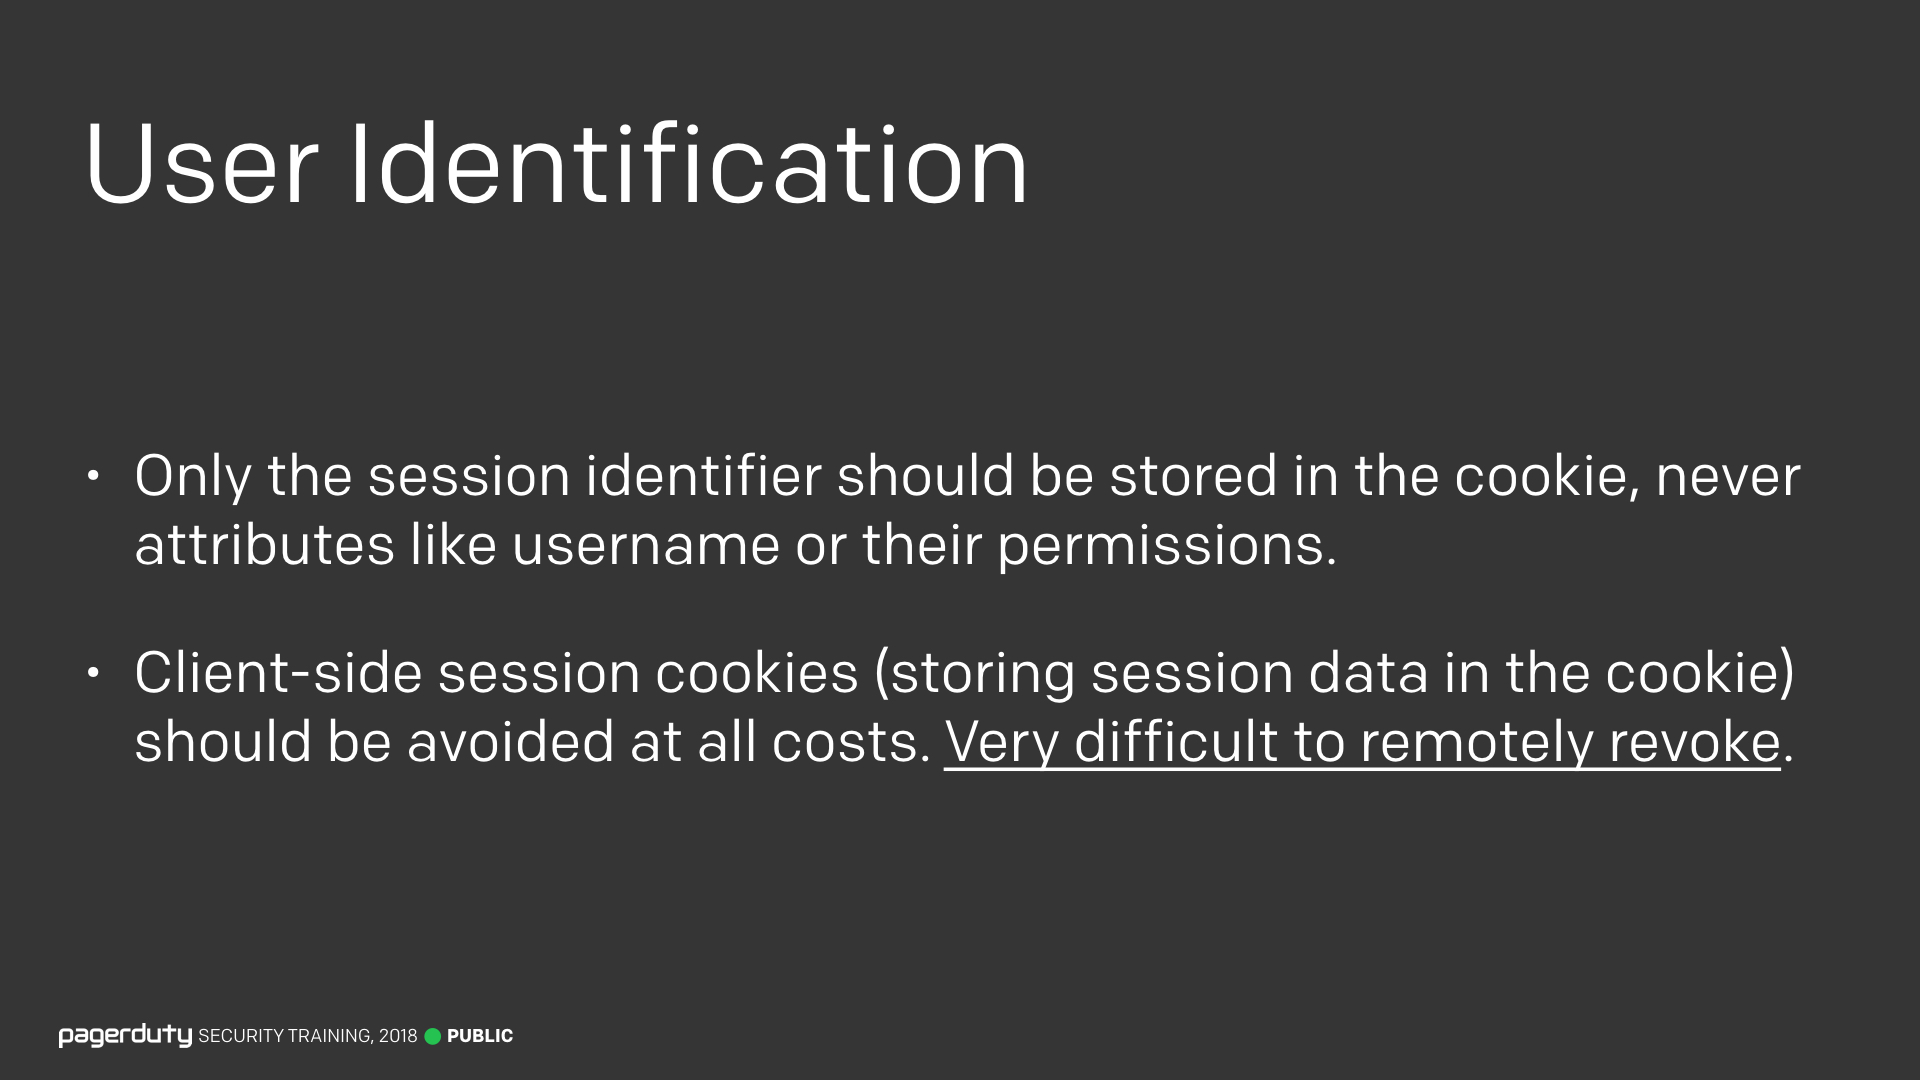 User Identification
• Only the session identifier should be stored in the cookie, never
attributes like username or their permissions.
• Client-side session cookies (storing session data in the cookie)
should be avoided at all costs. Very difficult to remotely revoke.
pagerduty SECURITY TRAINING, 2018 PUBLIC